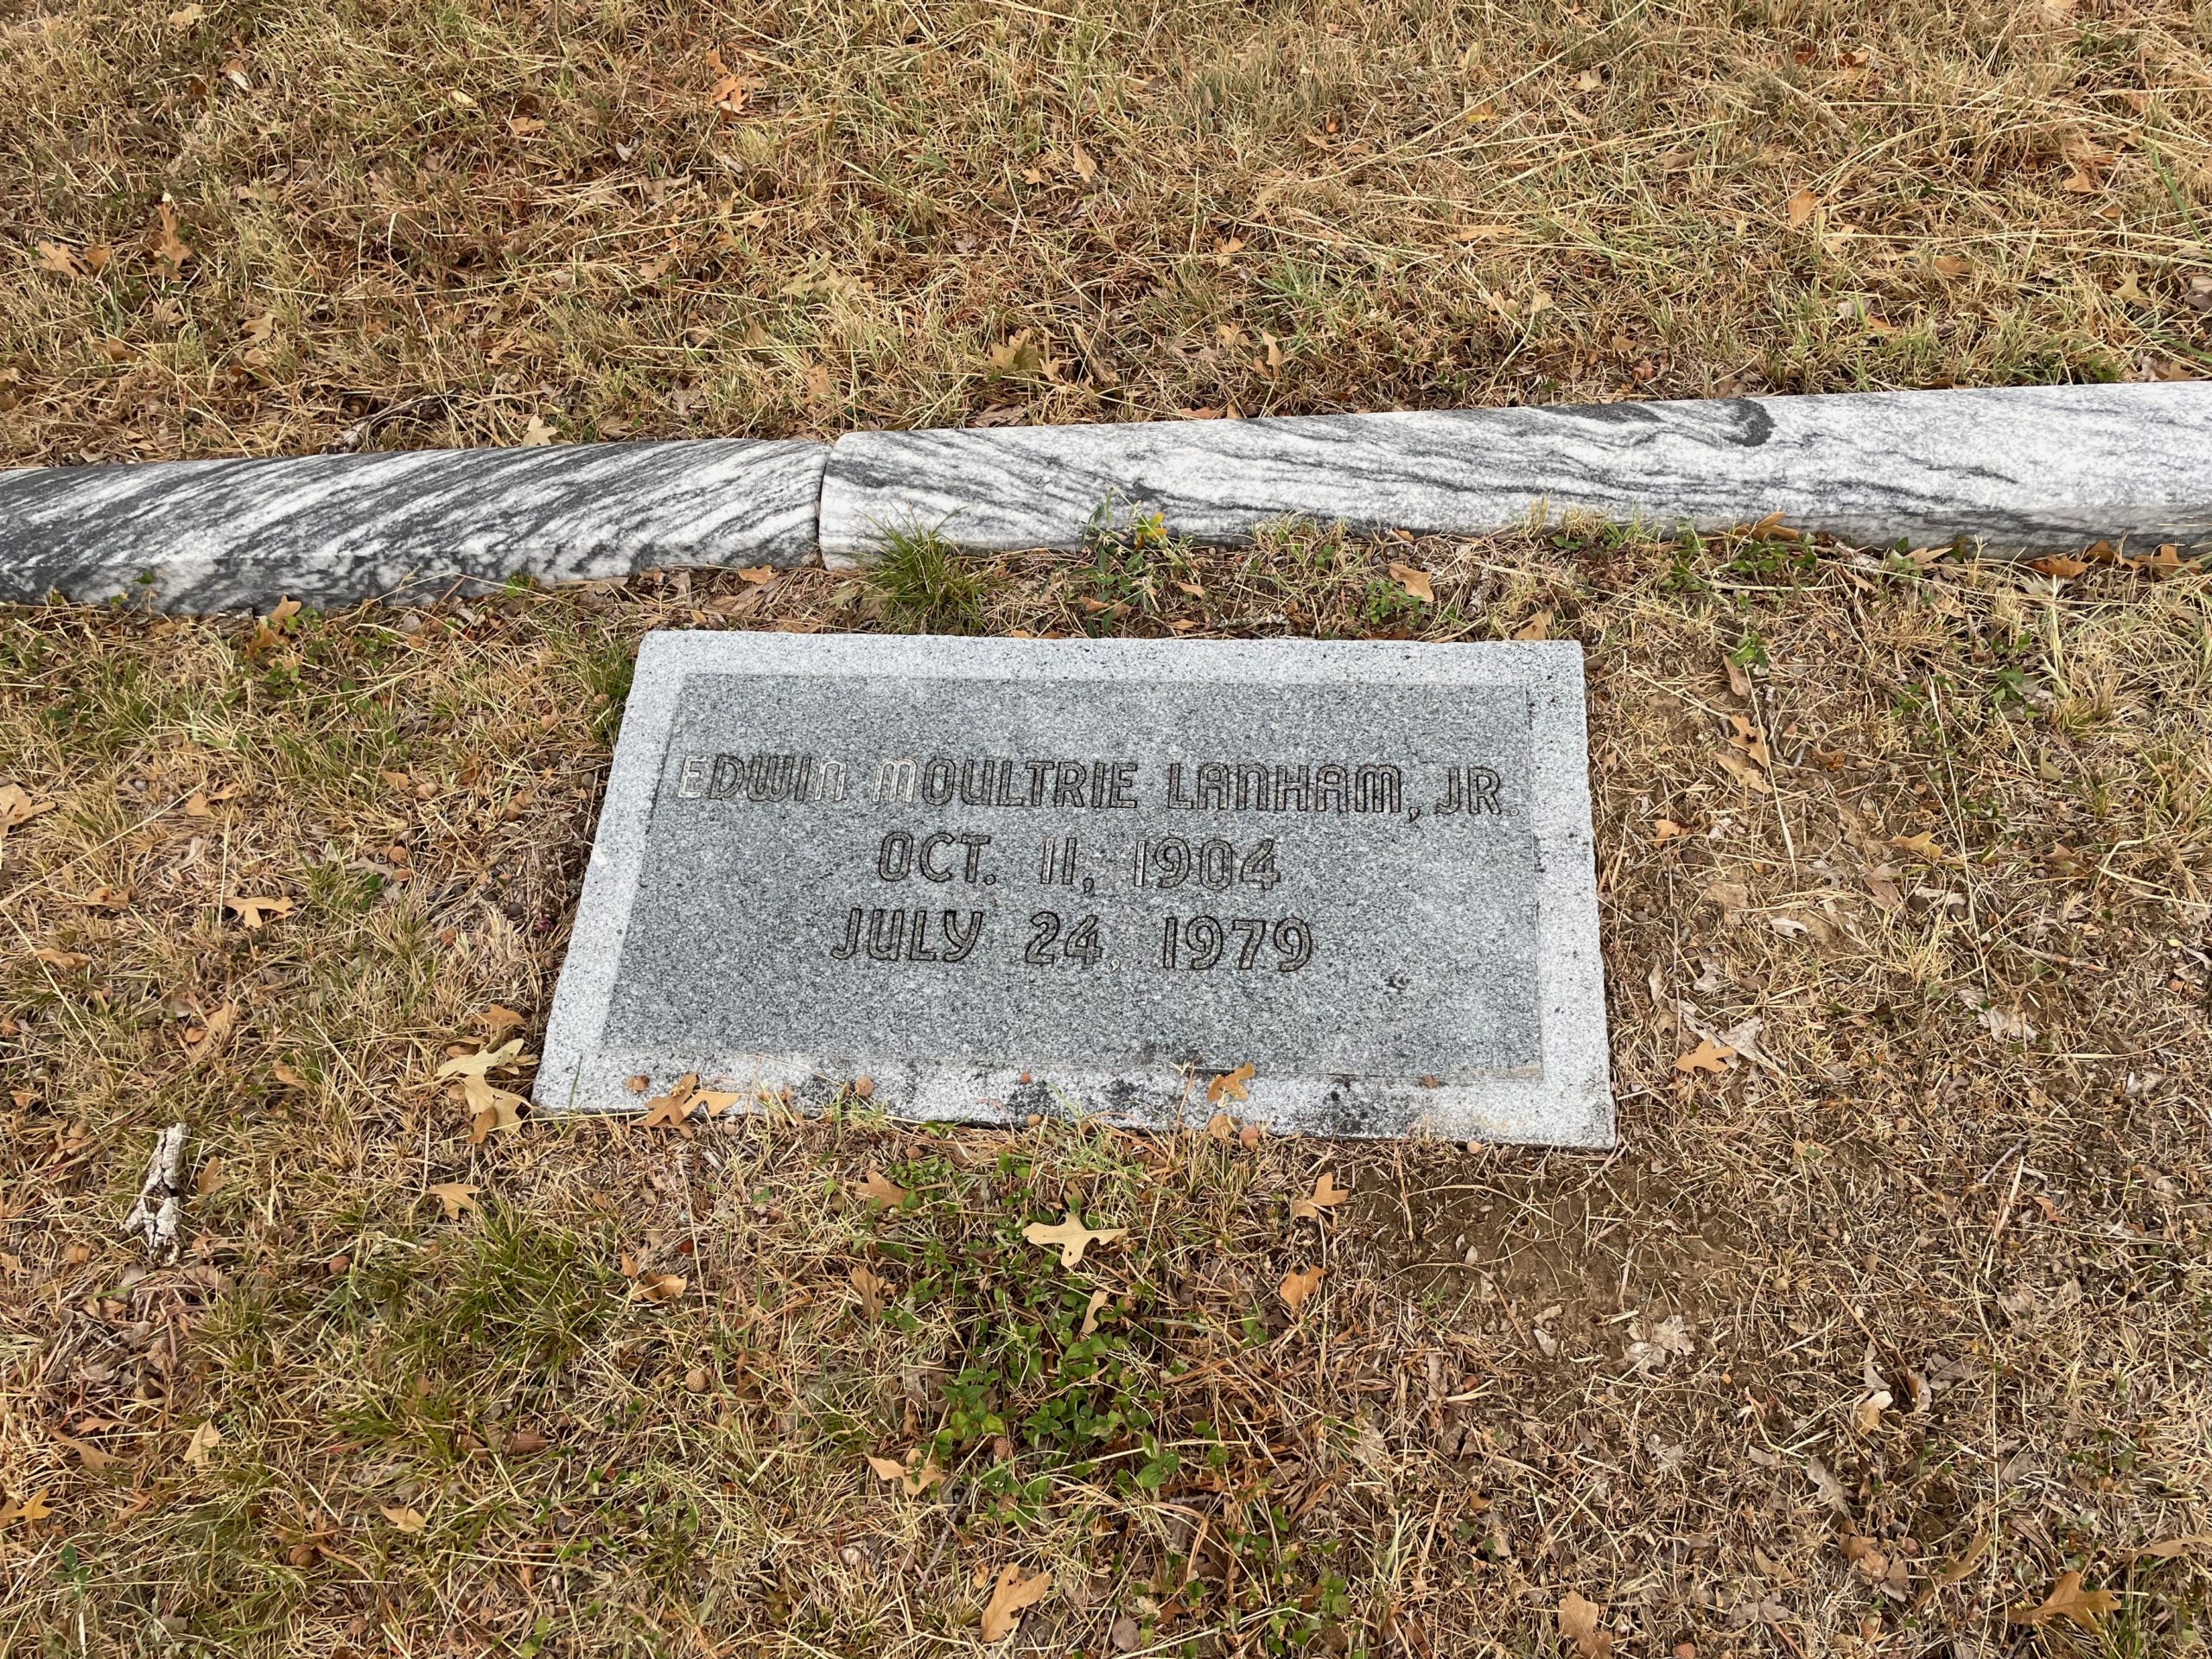 EDWIN MOULTRIE LANHAM, JR.
OCT. 11, 1904
JULY 24, 1979